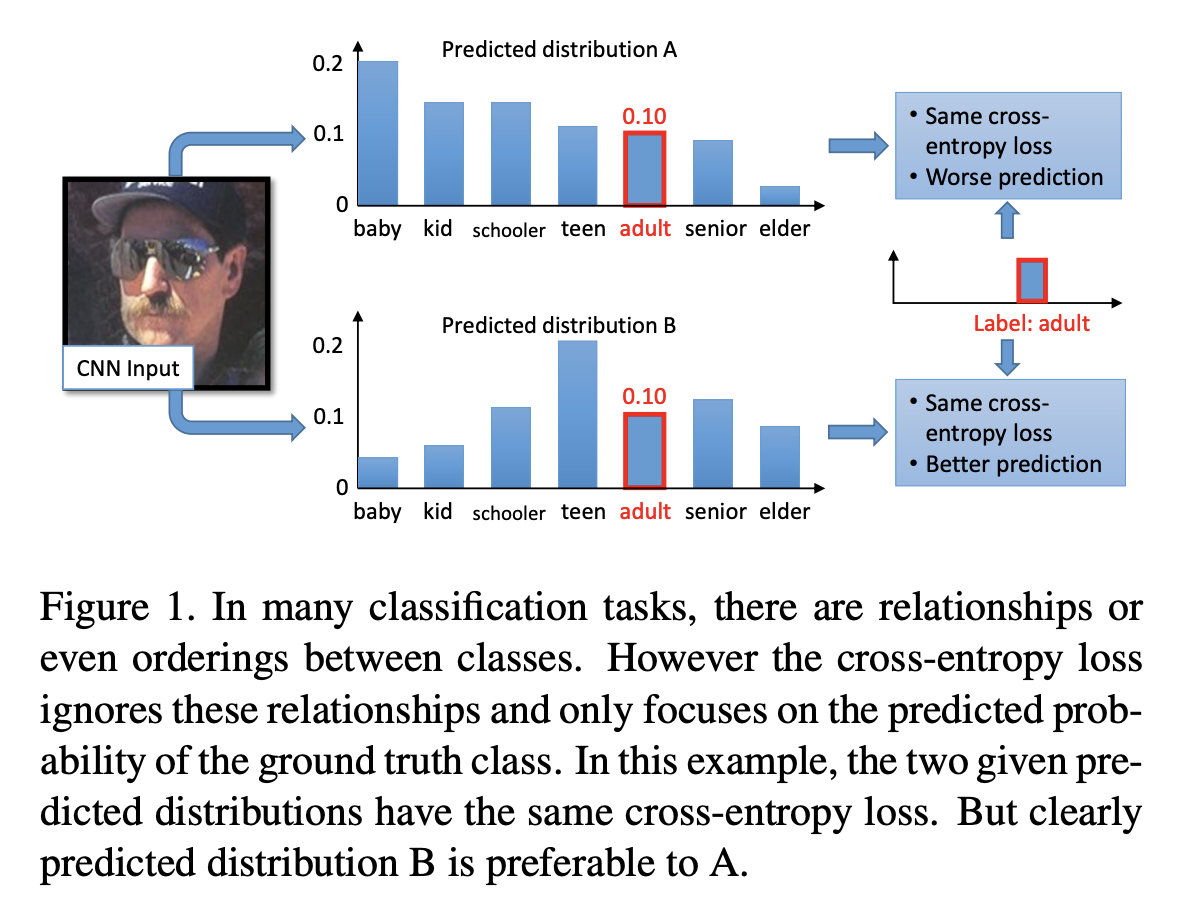 Predicted distribution A
0.2
0.1
0
0.10
baby kid schooler teen adult senior elder
• Same cross-
entropy loss
• Worse prediction
CNN Input
Label: adult
Predicted distribution B
0.2
0.1
0
0.10
baby kid schooler teen adult senior elder
• Same cross-
entropy loss
• Better prediction
Figure 1. In many classification tasks, there are relationships or
even orderings between classes. However the cross-entropy loss
ignores these relationships and only focuses on the predicted prob-
ability of the ground truth class. In this example, the two given pre-
dicted distributions have the same cross-entropy loss. But clearly
predicted distribution B is preferable to A.